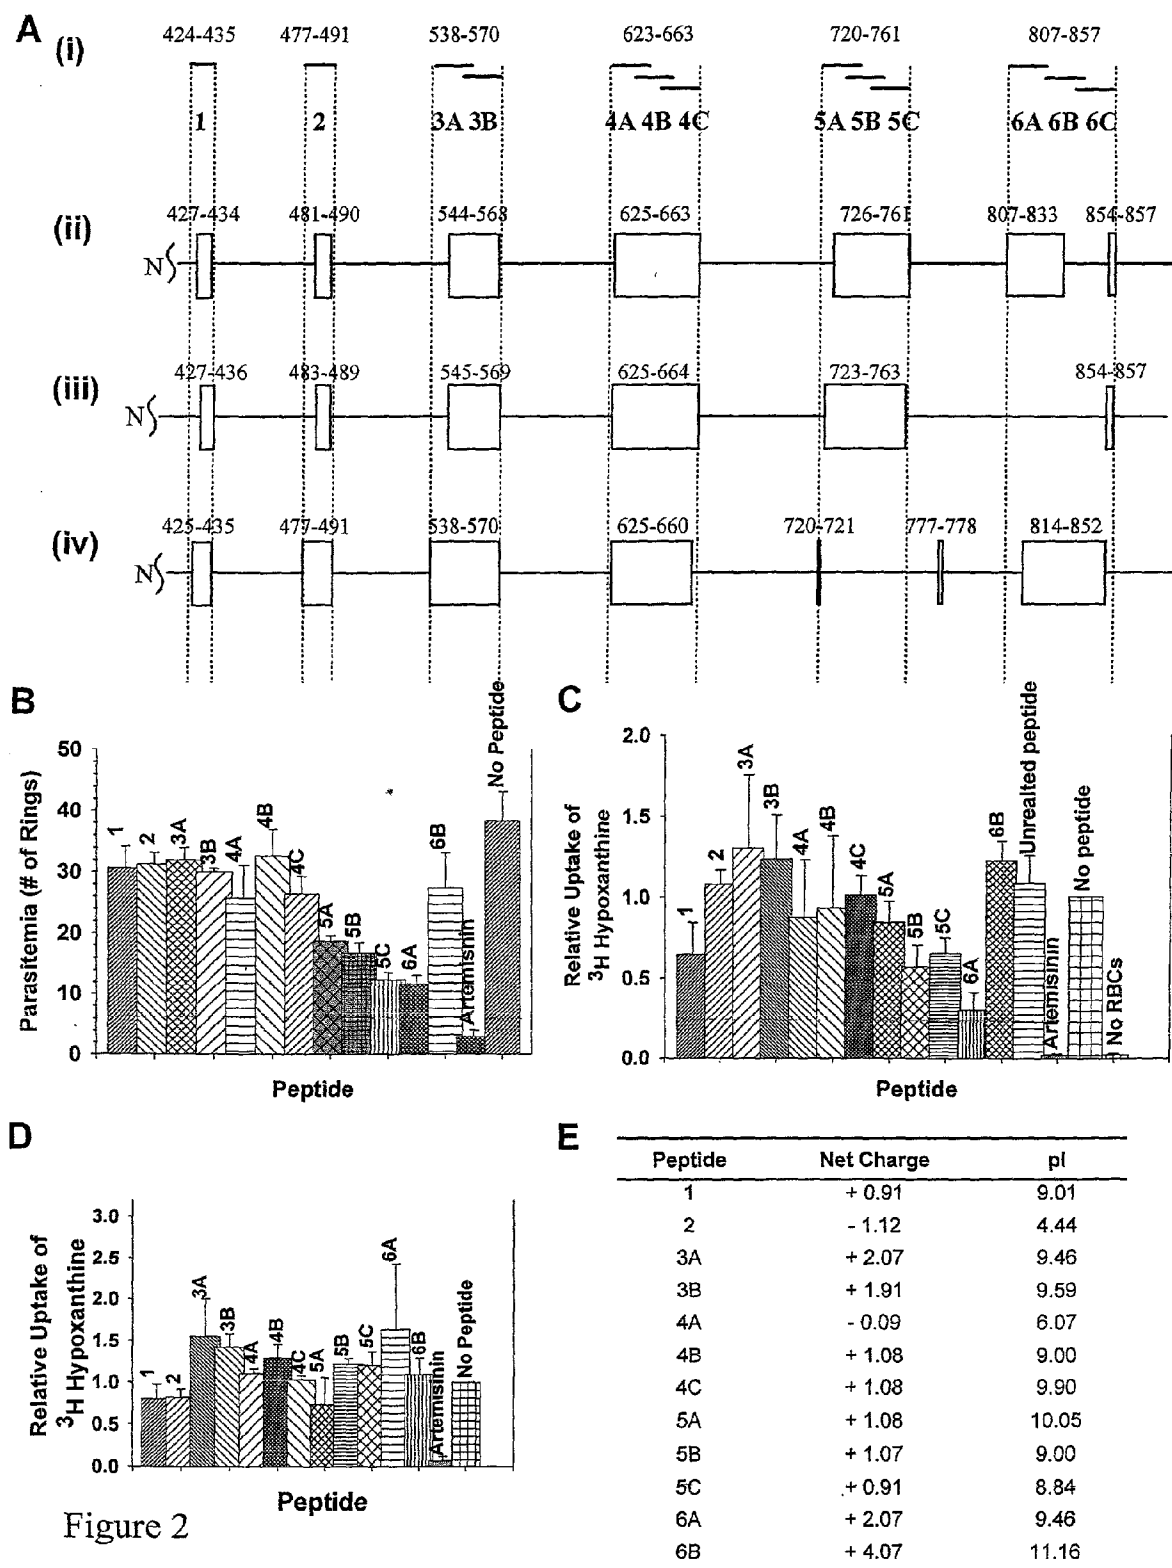 A
(i)
424-435 477-491 538-570 623-663 720-761 807-857
1 2 3A 3B 4A 4B 4C 5A 5B 5C 6A 6B 6C
(ii)
427-434 481-490 544-568 625-663 726-761 807-833 854-857
N
(iii)
427-436 483-489 545-569 625-664 723-763 854-857
N
(iv)
425-435 477-491 538-570 625-660 720-721 777-778 814-852
N
B
Parasitemia (# of Rings)
50
40
30
20
10
0
1 2 3A 3B 4A 4B 4C 5A 5B 5C 6A 6B Artemisnin No Peptide
Peptide
C
Relative Uptake of
3H Hypoxanthine
2.0
1.5
1.0
0.5
0.0
1 2 3A 3B 4A 4B 4C 5A 5B 5C 6A 6B Unrealted peptide Artemisinin No peptide No RBCs
Peptide
D
Relative Uptake of
3H Hypoxanthine
3.0
2.5
2.0
1.5
1.0
0.5
0.0
1 2 3A 3B 4A 4B 4C 5A 5B 5C 6A 6B Artemisinin No Peptide
Peptide
E
Peptide Net Charge pI
1 + 0.91 9.01
2 - 1.12 4.44
3A + 2.07 9.46
3B + 1.91 9.59
4A - 0.09 6.07
4B + 1.08 9.00
4C + 1.08 9.90
5A + 1.08 10.05
5B + 1.07 9.00
5C + 0.91 8.84
6A + 2.07 9.46
6B + 4.07 11.16
Figure 2